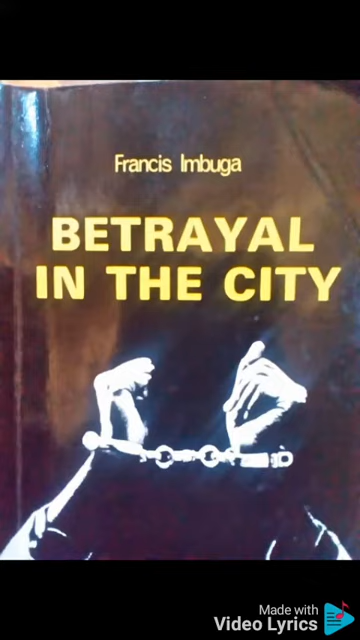 Francis Imbuga
BETRAYAL
IN THE CITY
Made with
Video Lyrics